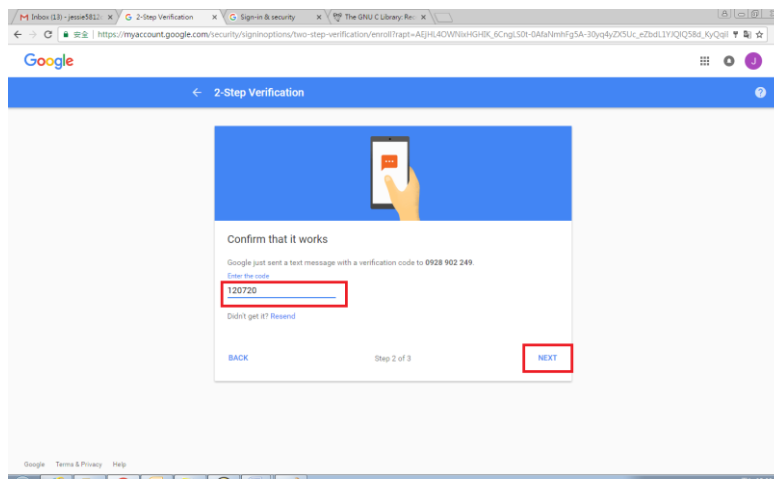 Inbox (13) - jessie5812
2-Step Verification
Sign-in & security
The GNU C Library: Re
安全 | https://myaccount.google.com/security/signinoptions/two-step-verification/enroll?rapt=
Google
J
2-Step Verification
Confirm that it works
Google just sent a text message with a verification code to 0928 902 249.
Enter the code
120720
Didn't get it? Resend
BACK
Step 2 of 3
NEXT
Google Terms & Privacy Help